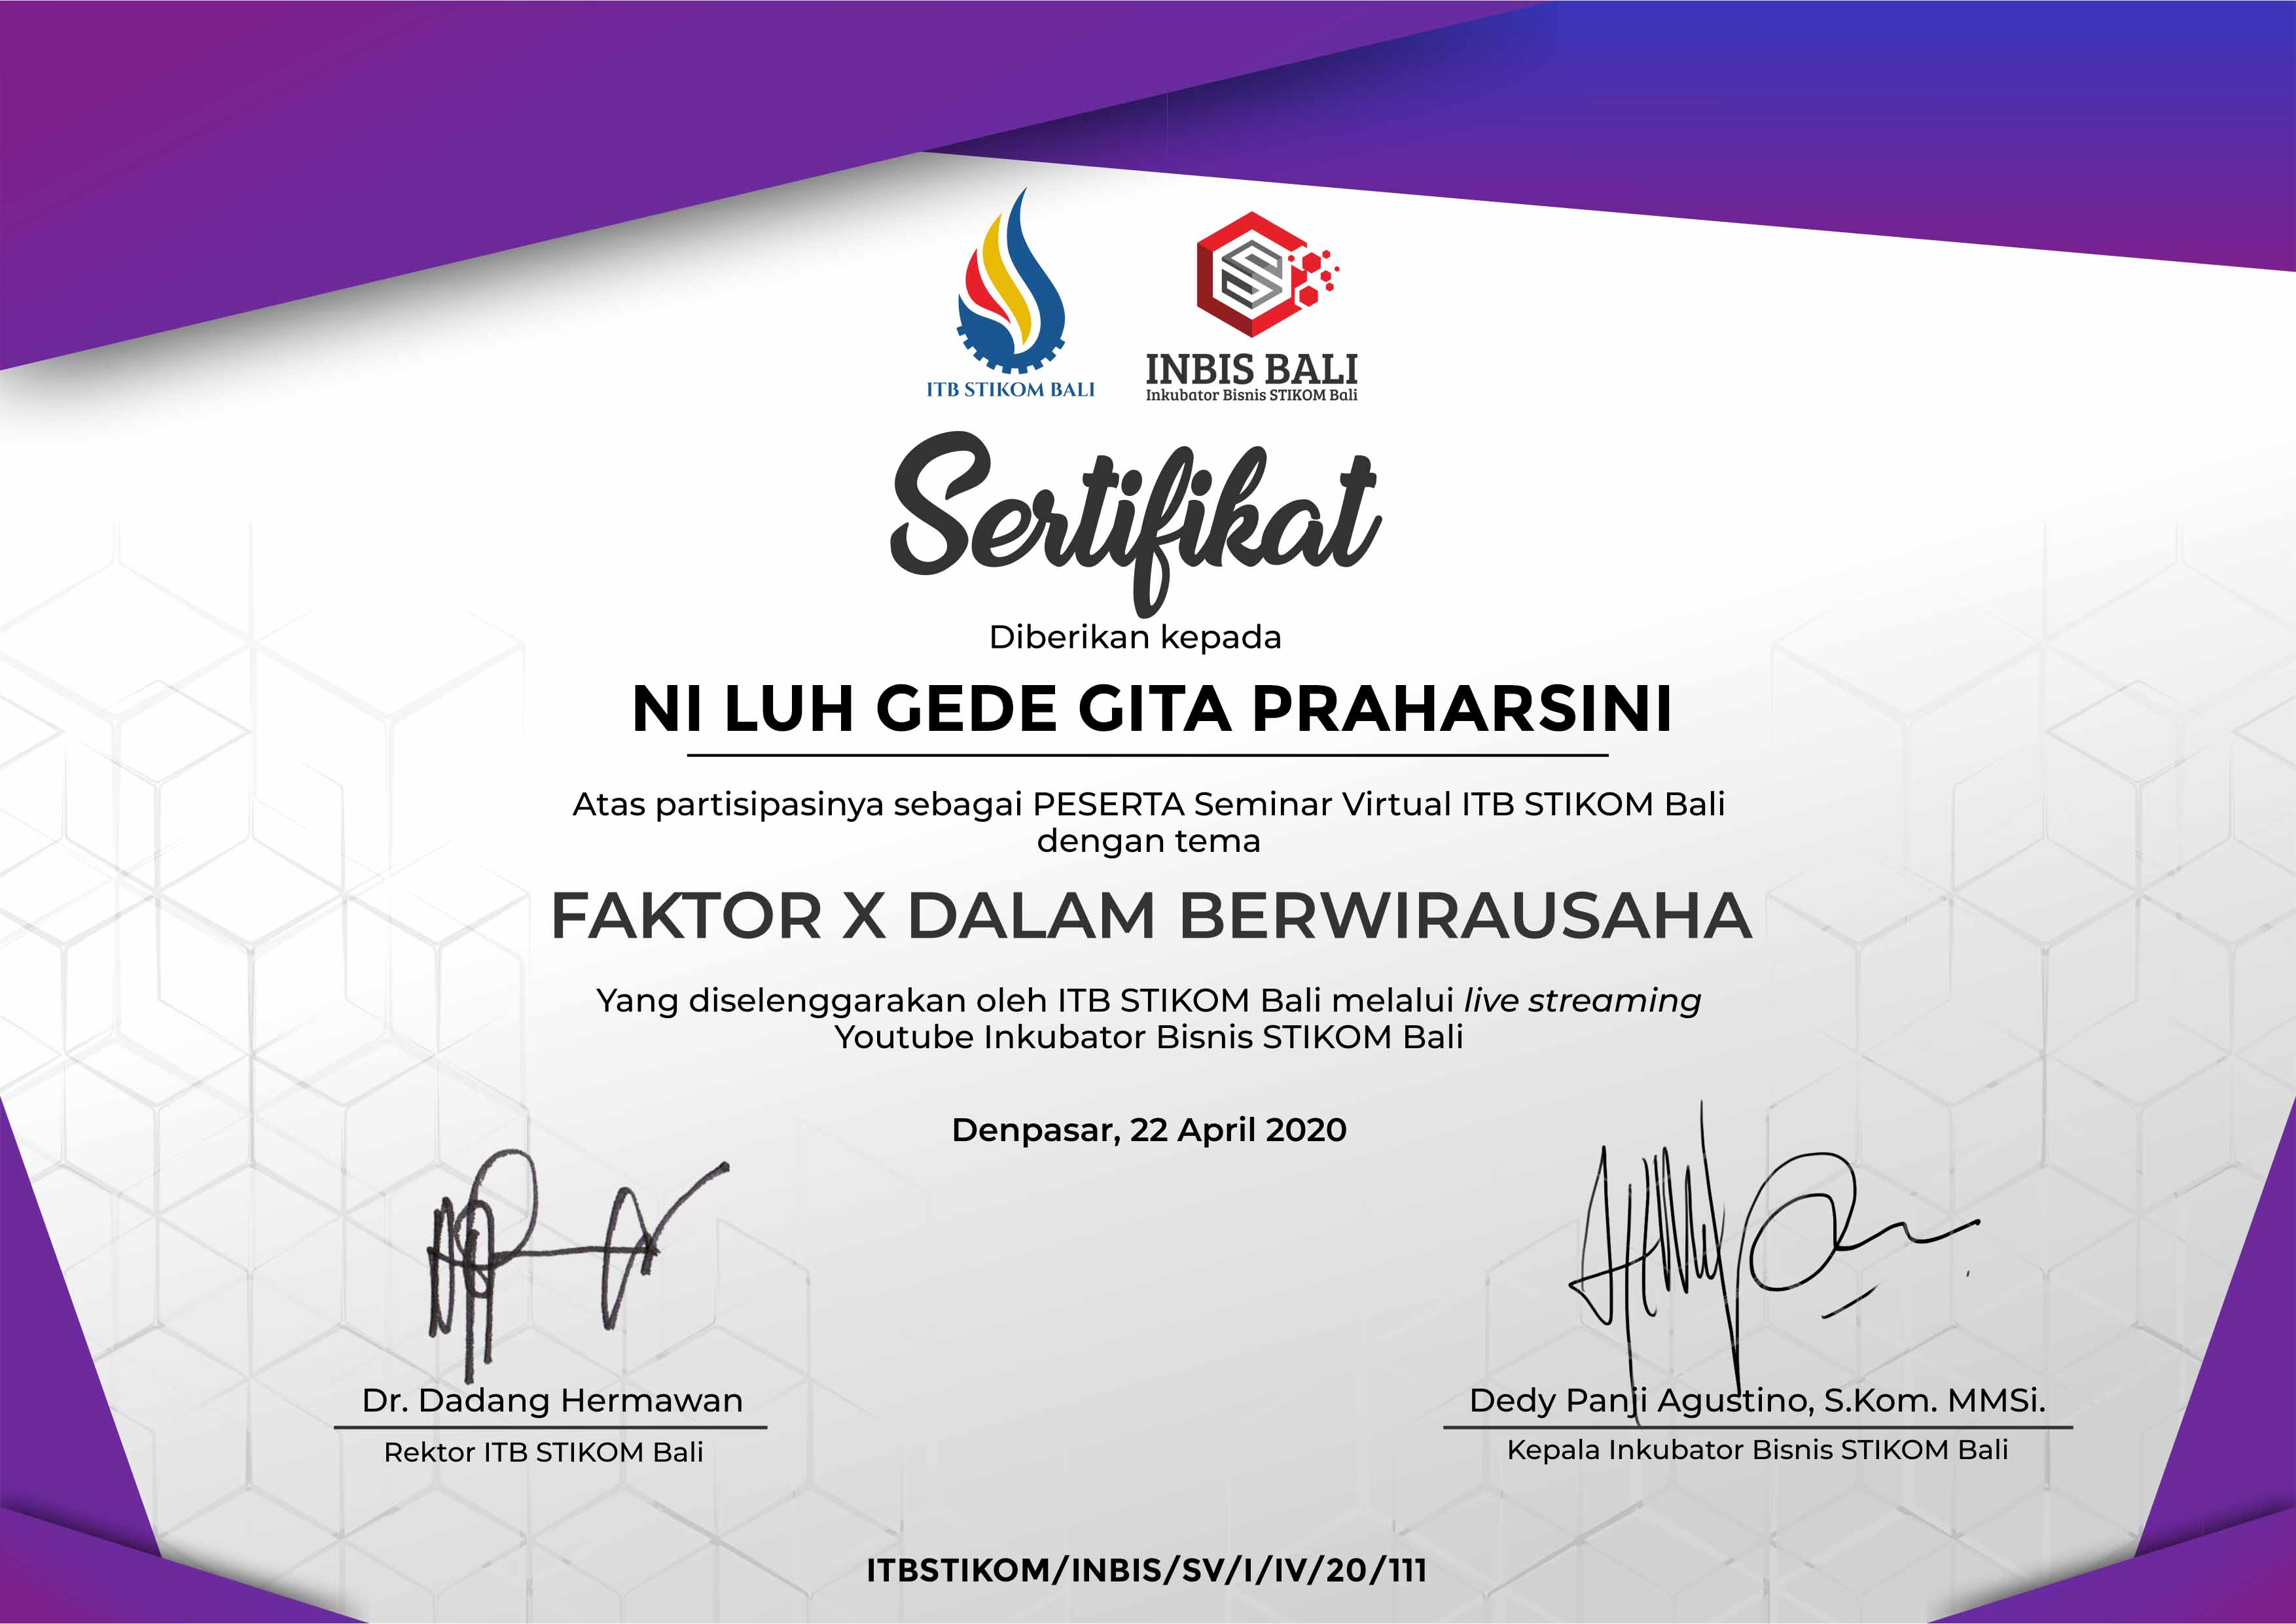 ITB STIKOM BALI
INBIS BALI
Inkubator Bisnis STIKOM Bali
Sertifikat
Diberikan kepada
NI LUH GEDE GITA PRAHARSINI
Atas partisipasinya sebagai PESERTA Seminar Virtual ITB STIKOM Bali
dengan tema
FAKTOR X DALAM BERWIRAUSAHA
Yang diselenggarakan oleh ITB STIKOM Bali melalui live streaming
Youtube Inkubator Bisnis STIKOM Bali
Denpasar, 22 April 2020
Dr. Dadang Hermawan
Rektor ITB STIKOM Bali
Dedy Panji Agustino, S.Kom. MMSi.
Kepala Inkubator Bisnis STIKOM Bali
ITBSTIKOM/INBIS/SV/I/IV/20/111